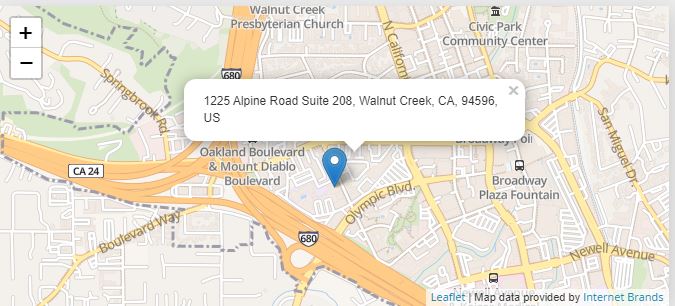 +
−
Walnut Creek
Presbyterian Church
Civic Park
Community Center
N Californi
680
Springbrook Rd
1225 Alpine Road Suite 208, Walnut Creek, CA, 94596,
US
×
Oakland Boulevard
& Mount Diablo
Boulevard
CA 24
San Miguel Dr
Broadway
Plaza Fountain
Olympic Blvd
Boulevard Way
680
Newell Avenue
Leaflet | Map data provided by Internet Brands